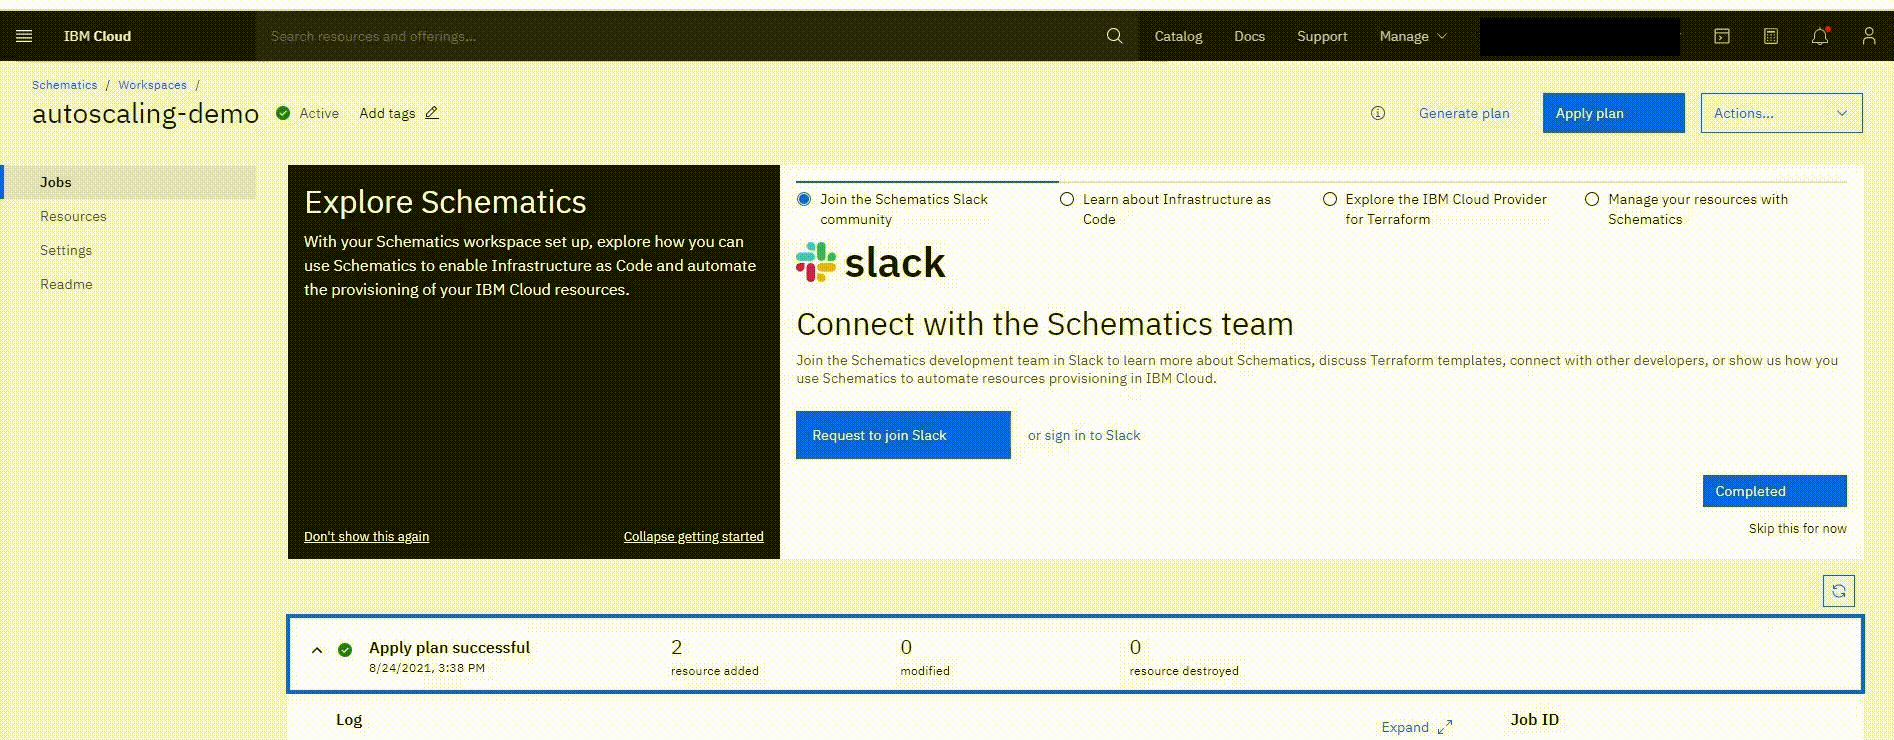 IBM Cloud
Search resources and offerings...
Catalog
Docs
Support
Manage
Schematics / Workspaces /
autoscaling-demo
Active
Add tags
Generate plan
Apply plan
Actions...
Jobs
Resources
Settings
Readme
Explore Schematics
With your Schematics workspace set up, explore how you can
use Schematics to enable Infrastructure as Code and automate
the provisioning of your IBM Cloud resources.
Don't show this again
Collapse getting started
Join the Schematics Slack
community
Learn about Infrastructure as
Code
Explore the IBM Cloud Provider
for Terraform
Manage your resources with
Schematics
slack
Connect with the Schematics team
Join the Schematics development team in Slack to learn more about Schematics, discuss Terraform templates, connect with other developers, or show us how you
use Schematics to automate resources provisioning in IBM Cloud.
Request to join Slack
or sign in to Slack
Completed
Skip this for now
Apply plan successful
8/24/2021, 3:38 PM
2
resource added
0
modified
0
resource destroyed
Log
Expand
Job ID